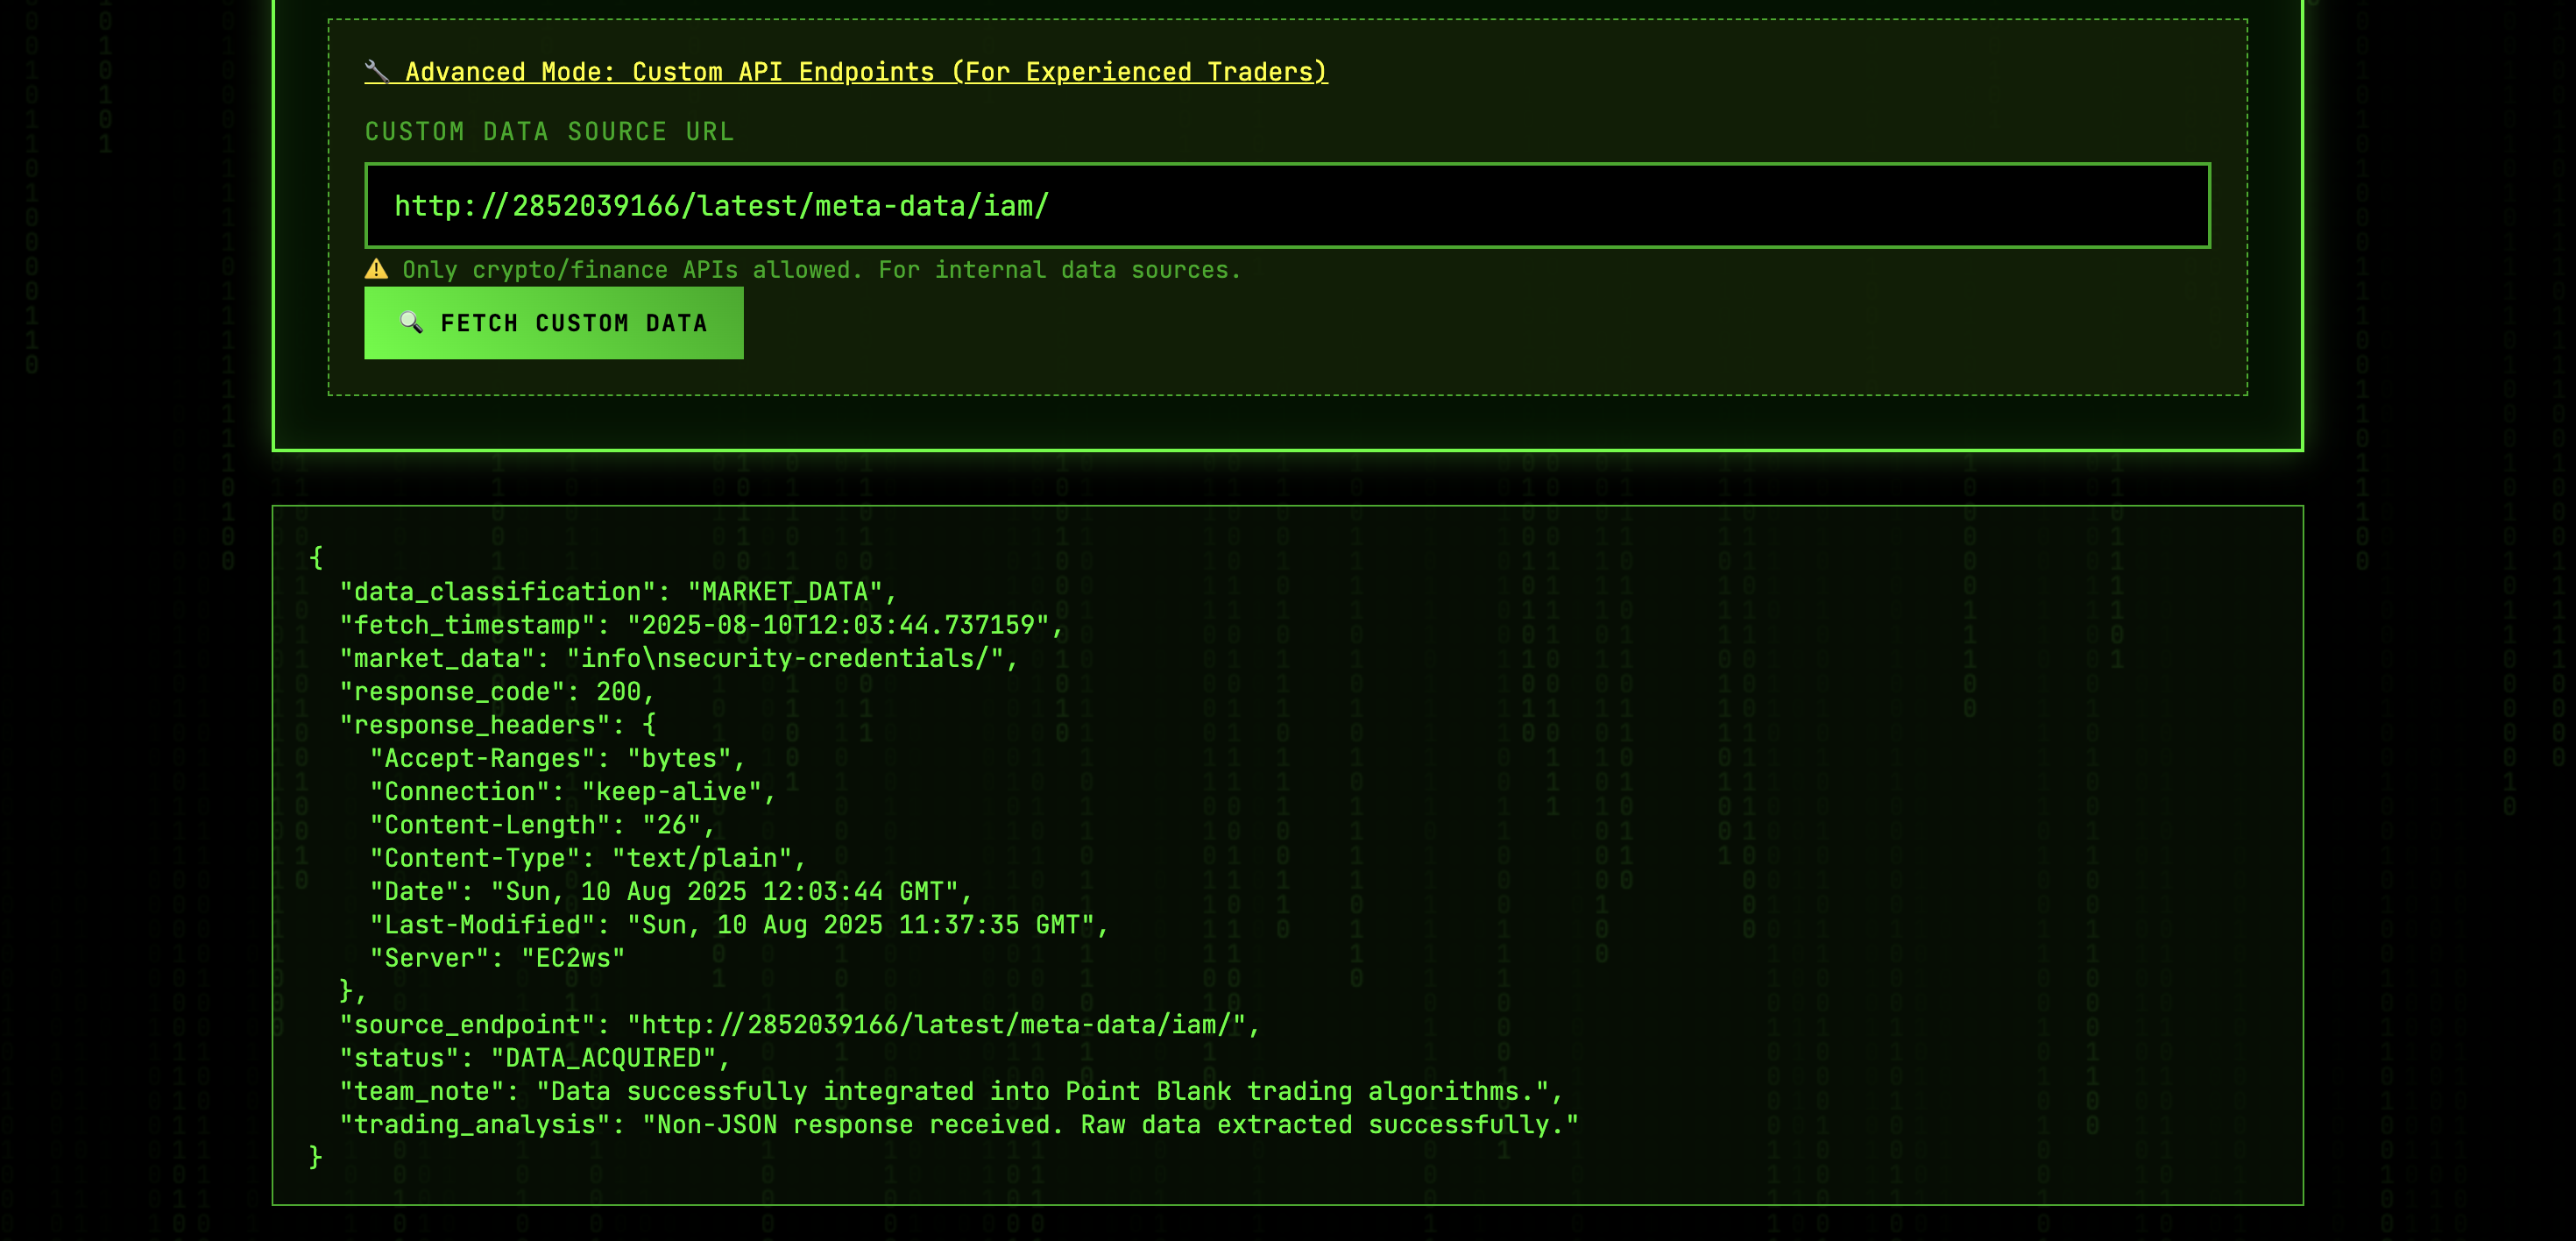 🔧 Advanced Mode: Custom API Endpoints (For Experienced Traders)
CUSTOM DATA SOURCE URL
http://2852039166/latest/meta-data/iam/
⚠️ Only crypto/finance APIs allowed. For internal data sources.
🔍 FETCH CUSTOM DATA
{
  "data_classification": "MARKET_DATA",
  "fetch_timestamp": "2025-08-10T12:03:44.737159",
  "market_data": "info\nsecurity-credentials/",
  "response_code": 200,
  "response_headers": {
    "Accept-Ranges": "bytes",
    "Connection": "keep-alive",
    "Content-Length": "26",
    "Content-Type": "text/plain",
    "Date": "Sun, 10 Aug 2025 12:03:44 GMT",
    "Last-Modified": "Sun, 10 Aug 2025 11:37:35 GMT",
    "Server": "EC2ws"
  },
  "source_endpoint": "http://2852039166/latest/meta-data/iam/",
  "status": "DATA_ACQUIRED",
  "team_note": "Data successfully integrated into Point Blank trading algorithms.",
  "trading_analysis": "Non-JSON response received. Raw data extracted successfully."
}